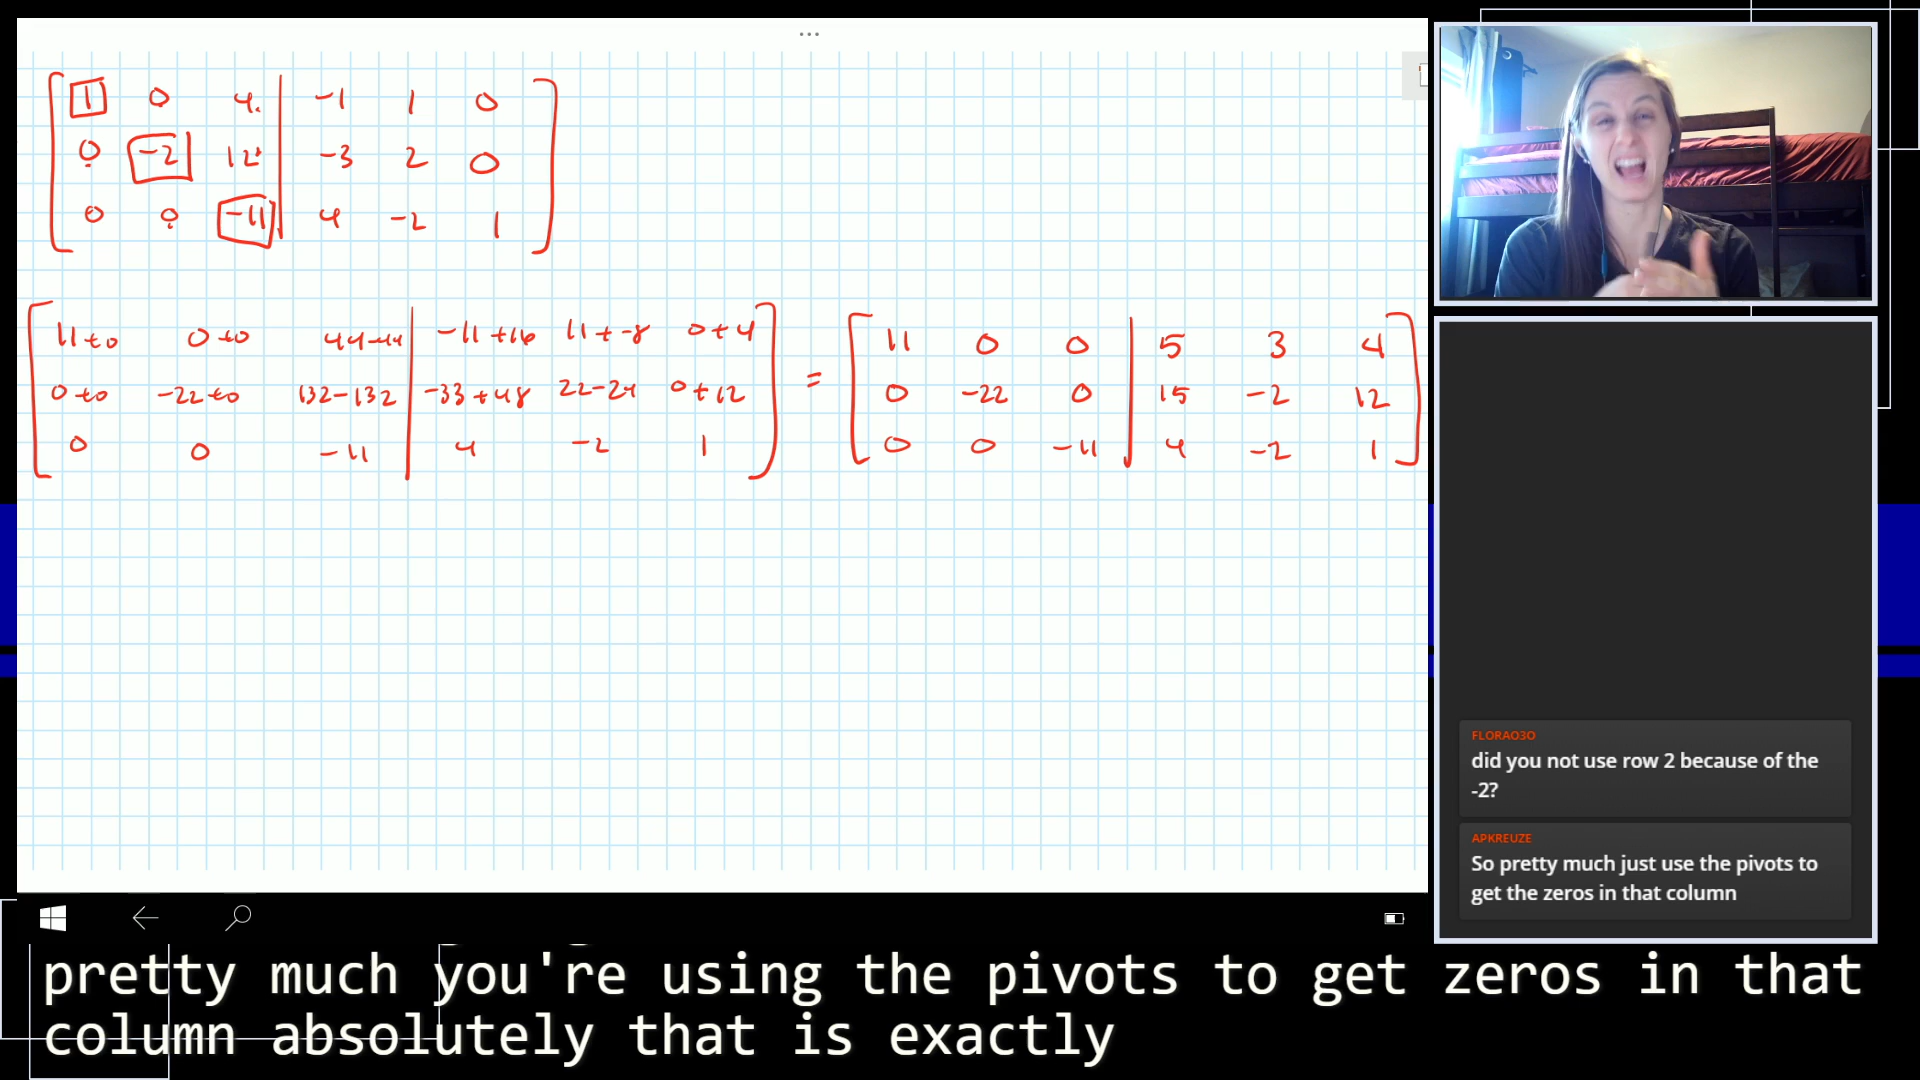 ...
1 0 4 | -1 1 0
0 -2 12 | -3 2 0
0 0 -11 | 4 -2 1
11+0 0+0 44-44 | -11+16 11+-8 0+4
0+0 -22+0 132-132 | -33+48 22-24 0+12
0 0 -11 | 4 -2 1
=
11 0 0 | 5 3 4
0 -22 0 | 15 -2 12
0 0 -11 | 4 -2 1
FLORAO3O
did you not use row 2 because of the
-2?
APKREUZE
So pretty much just use the pivots to
get the zeros in that column
pretty much you're using the pivots to get zeros in that
column absolutely that is exactly